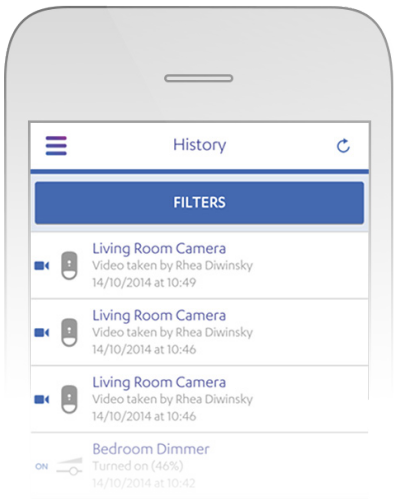 History
FILTERS
Living Room Camera
Video taken by Rhea Diwinsky
14/10/2014 at 10:49
Living Room Camera
Video taken by Rhea Diwinsky
14/10/2014 at 10:46
Living Room Camera
Video taken by Rhea Diwinsky
14/10/2014 at 10:46
Bedroom Dimmer
ON Turned on (46%)
14/10/2014 at 10:42